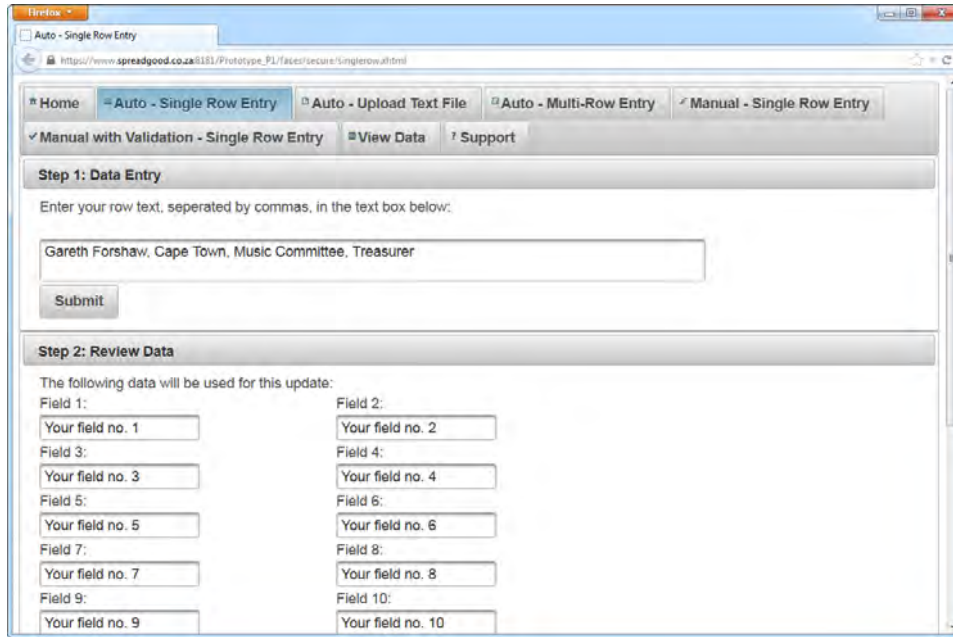 Firefox
Auto - Single Row Entry
https://www.spreadgood.co.za:8181/Prototype_P1/faces/secure/singlerow.xhtml
Home Auto - Single Row Entry Auto - Upload Text File Auto - Multi-Row Entry Manual - Single Row Entry
Manual with Validation - Single Row Entry View Data ? Support
Step 1: Data Entry
Enter your row text, seperated by commas, in the text box below:
Gareth Forshaw, Cape Town, Music Committee, Treasurer
Submit
Step 2: Review Data
The following data will be used for this update:
Field 1: Field 2:
Your field no. 1 Your field no. 2
Field 3: Field 4:
Your field no. 3 Your field no. 4
Field 5: Field 6:
Your field no. 5 Your field no. 6
Field 7: Field 8:
Your field no. 7 Your field no. 8
Field 9: Field 10:
Your field no. 9 Your field no. 10